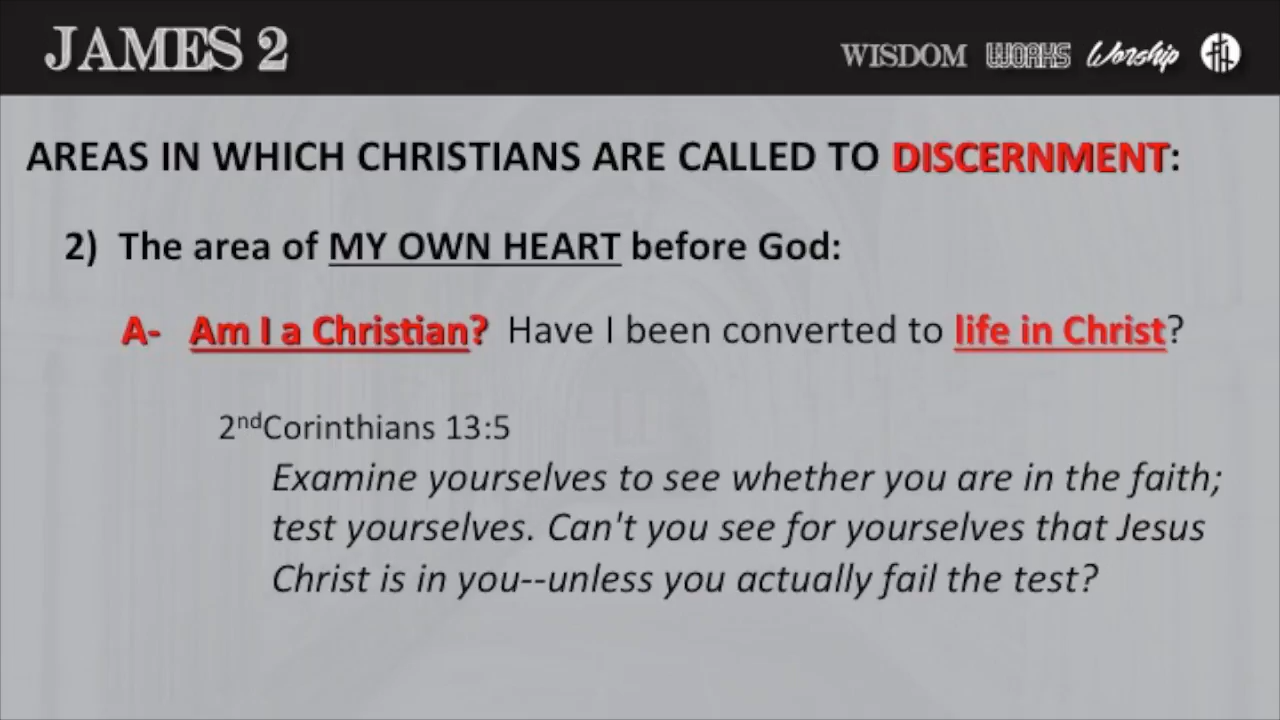 JAMES 2
WISDOM WORKS Worship
AREAS IN WHICH CHRISTIANS ARE CALLED TO DISCERNMENT:
2) The area of MY OWN HEART before God:
A- Am I a Christian? Have I been converted to life in Christ?
2ndCorinthians 13:5
Examine yourselves to see whether you are in the faith;
test yourselves. Can't you see for yourselves that Jesus
Christ is in you--unless you actually fail the test?